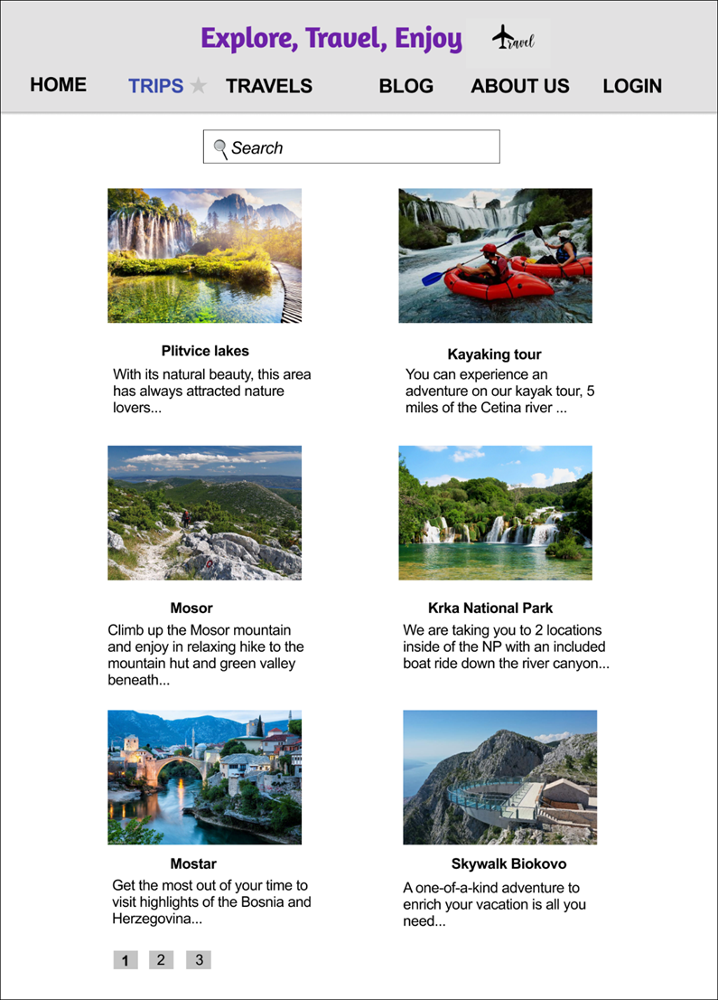 Explore, Travel, Enjoy
Travel
HOME TRIPS TRAVELS BLOG ABOUT US LOGIN
Search
Plitvice lakes
With its natural beauty, this area
has always attracted nature
lovers...
Kayaking tour
You can experience an
adventure on our kayak tour, 5
miles of the Cetina river ...
Mosor
Climb up the Mosor mountain
and enjoy in relaxing hike to the
mountain hut and green valley
beneath...
Krka National Park
We are taking you to 2 locations
inside of the NP with an included
boat ride down the river canyon...
Mostar
Get the most out of your time to
visit highlights of the Bosnia and
Herzegovina...
Skywalk Biokovo
A one-of-a-kind adventure to
enrich your vacation is all you
need...
1 2 3